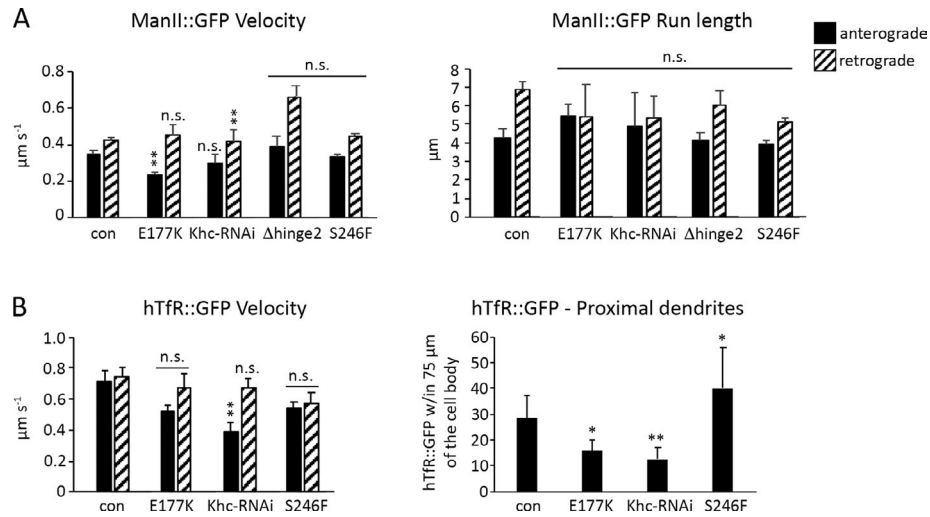 A
ManII::GFP Velocity
ManII::GFP Run length
anterograde
retrograde
n.s.
n.s.
n.s.
n.s.
**
**
0.8
0.6
0.4
0.2
0
µm s⁻¹
con
E177K
Khc-RNAi
Δhinge2
S246F
8
7
6
5
4
3
2
1
0
µm
con
E177K
Khc-RNAi
Δhinge2
S246F
B
hTfR::GFP Velocity
hTfR::GFP - Proximal dendrites
1.0
0.8
0.6
0.4
0.2
0
µm s⁻¹
n.s.
n.s.
n.s.
**
con
E177K
Khc-RNAi
S246F
60
50
40
30
20
10
0
hTfR::GFP w/in 75 µm
of the cell body
*
**
*
con
E177K
Khc-RNAi
S246F